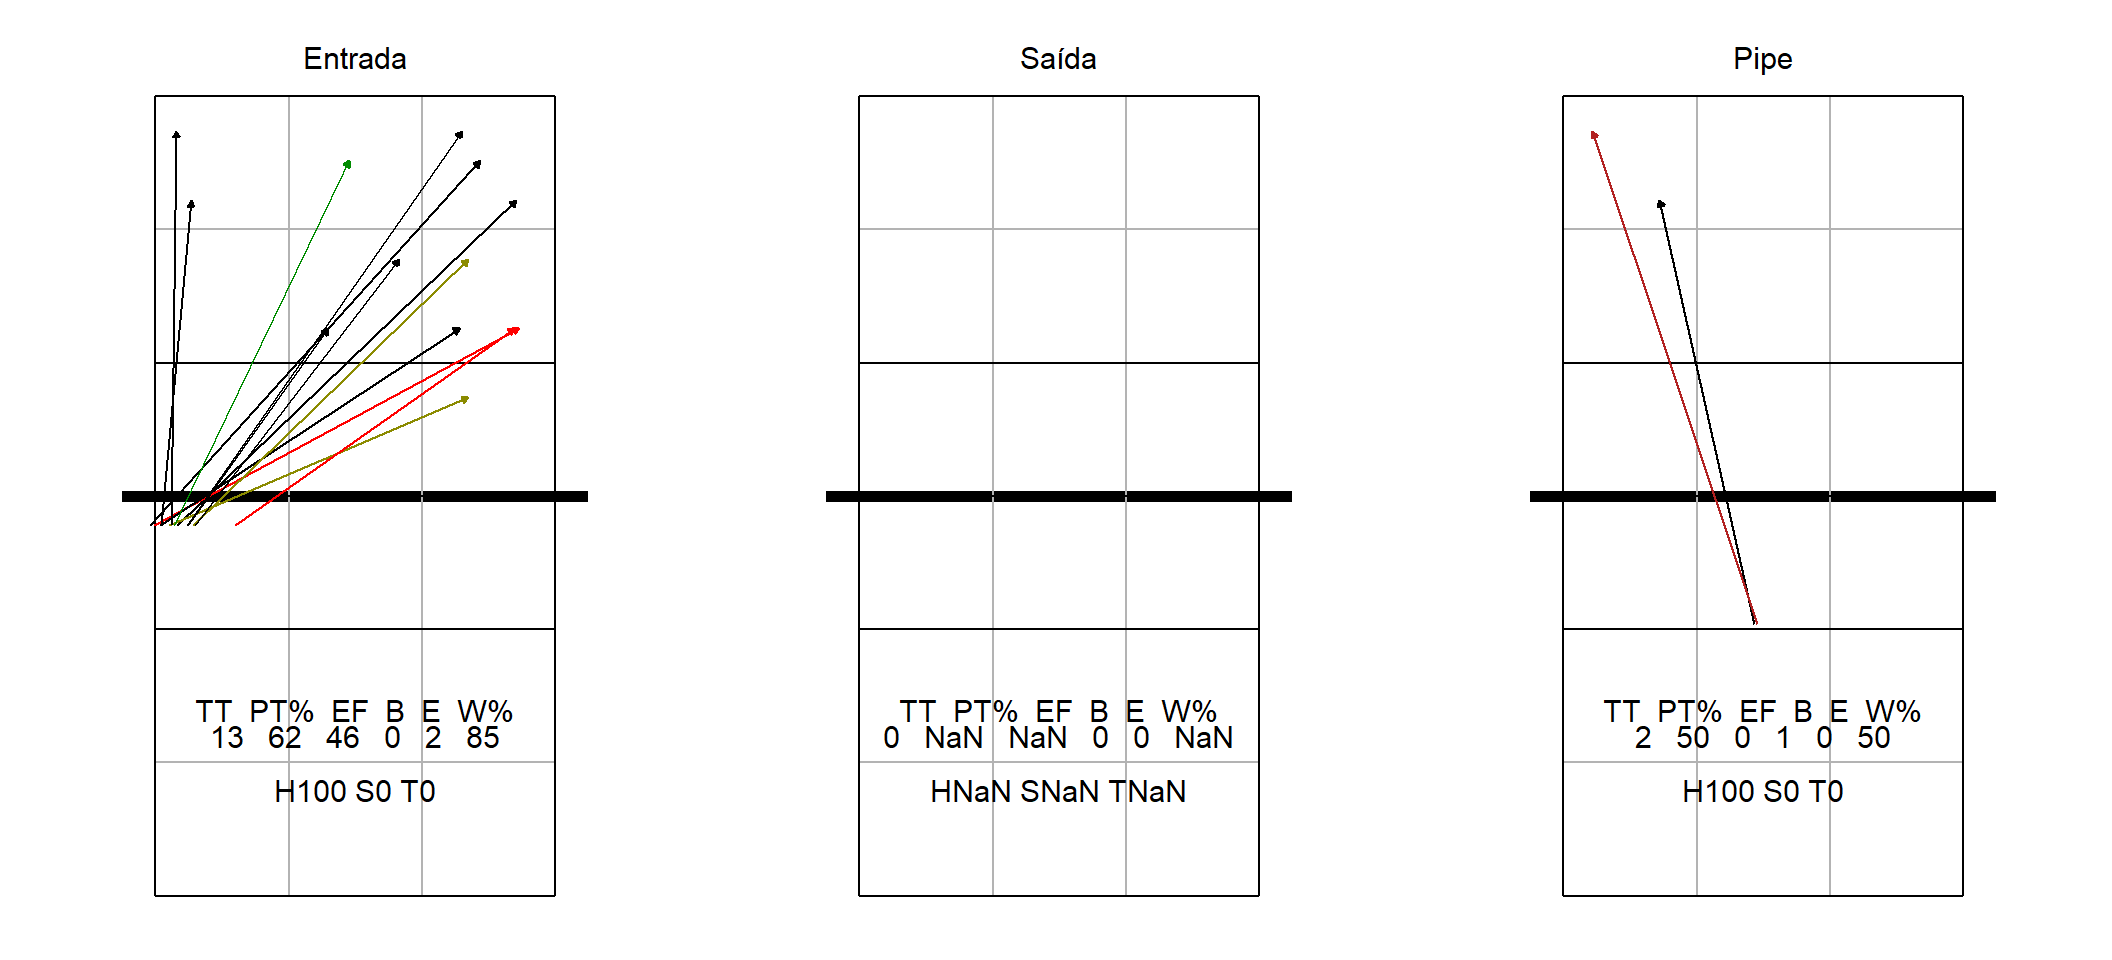 Entrada
TT PT% EF B E W%
13 62 46 0 2 85
H100 S0 T0
Saída
TT PT% EF B E W%
0 NaN NaN 0 0 NaN
HNaN SNaN TNaN
Pipe
TT PT% EF B E W%
2 50 0 1 0 50
H100 S0 T0